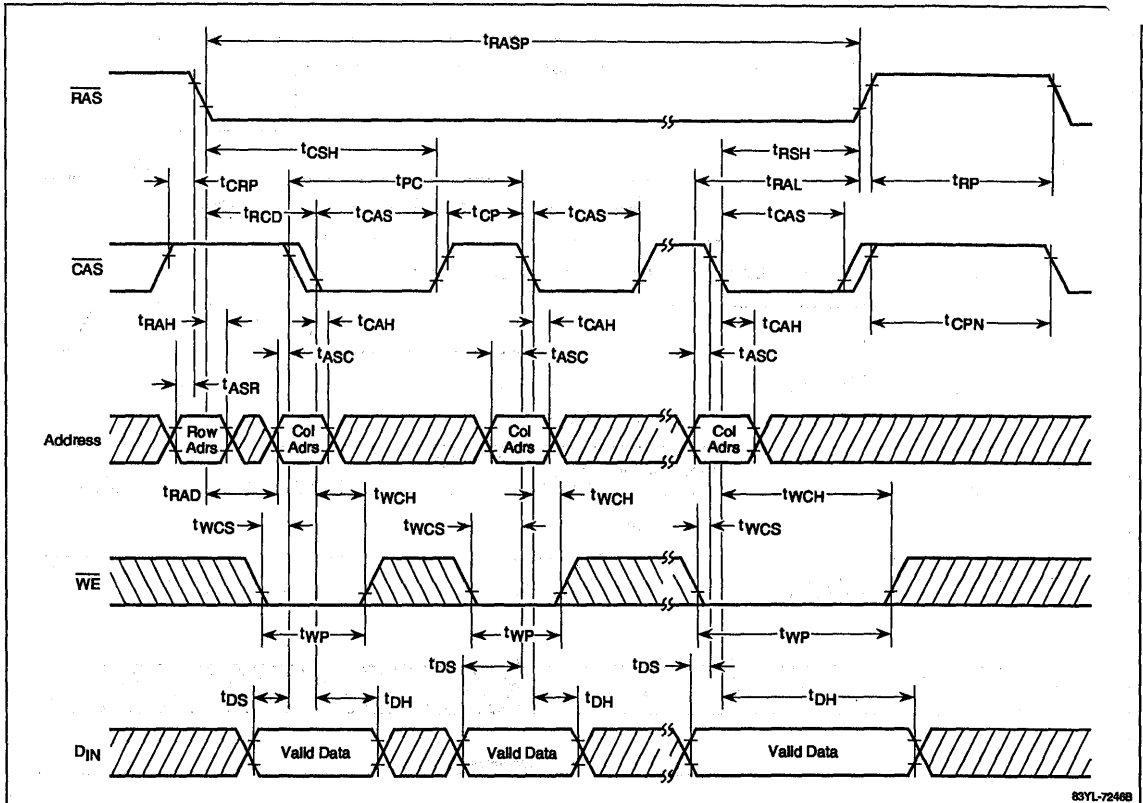 tRASP
RAS
tCSH
tRSH
tCRP
tPC
tRAL
tRP
tRCD
tCAS
tCP
tCAS
tCAS
CAS
tRAH
tCAH
tCAH
tCAH
tCPN
tASC
tASC
tASC
tASR
Address
Row Adrs
Col Adrs
Col Adrs
Col Adrs
tRAD
tWCH
tWCH
tWCH
tWCS
tWCS
tWCS
WE
tWP
tWP
tWP
tDS
tDS
tDS
tDH
tDH
tDH
DIN
Valid Data
Valid Data
Valid Data
83YL-7246B